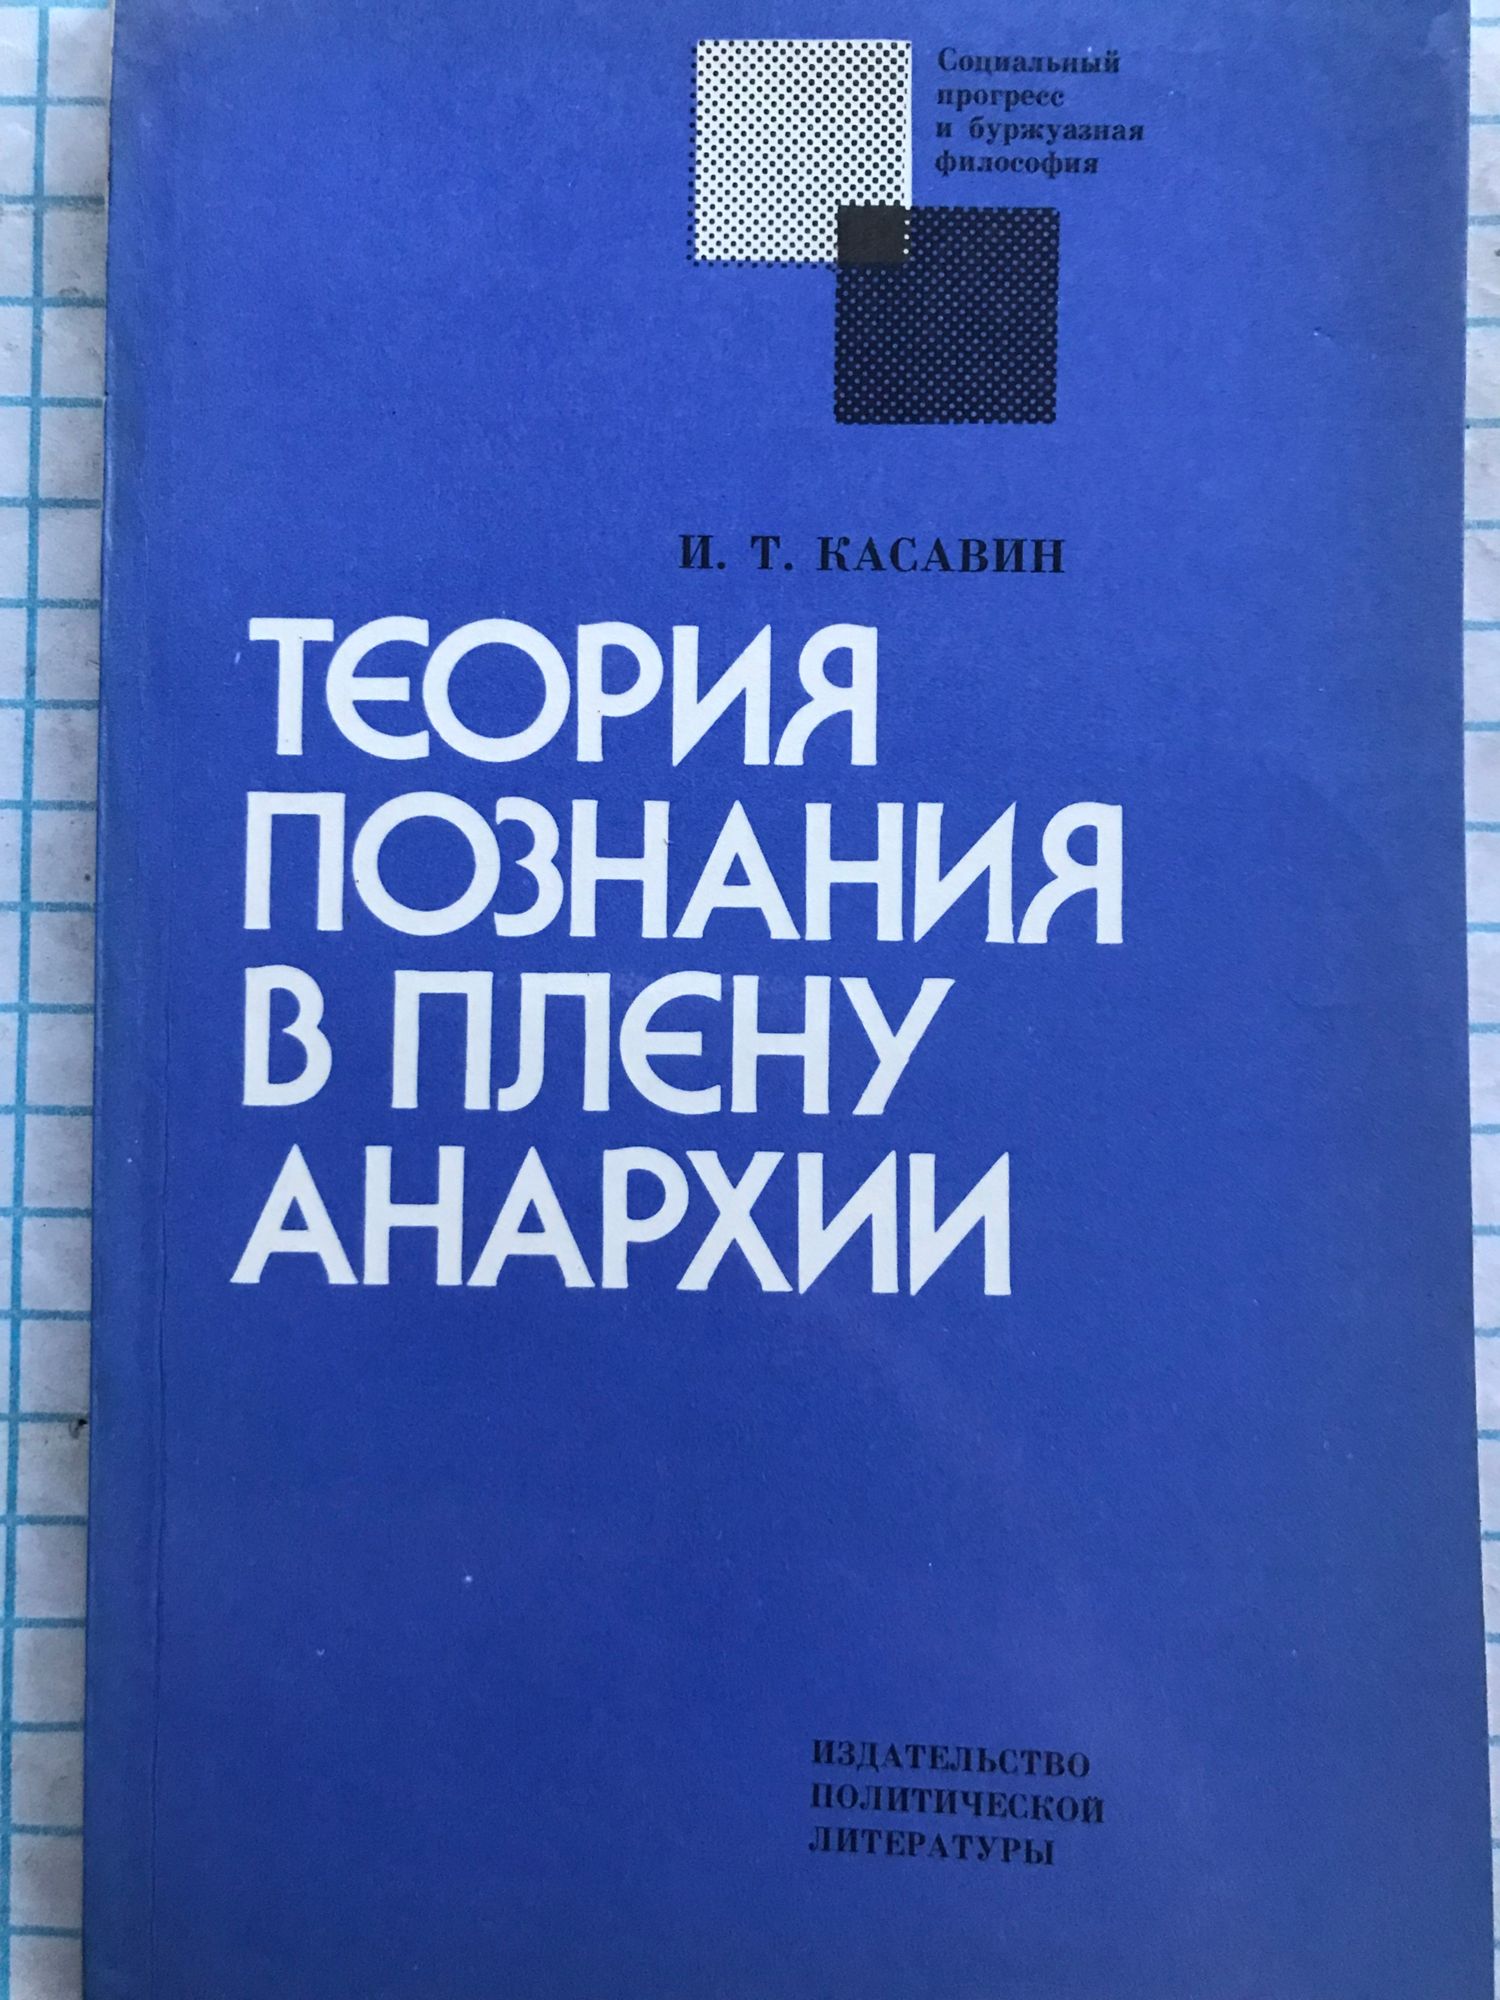 Социальный
прогресс
и буржуазная
философия
И. Т. КАСАВИН
ТЕОРИЯ
ПОЗНАНИЯ
В ПЛЕНУ
АНАРХИИ
ИЗДАТЕЛЬСТВО
ПОЛИТИЧЕСКОЙ
ЛИТЕРАТУРЫ